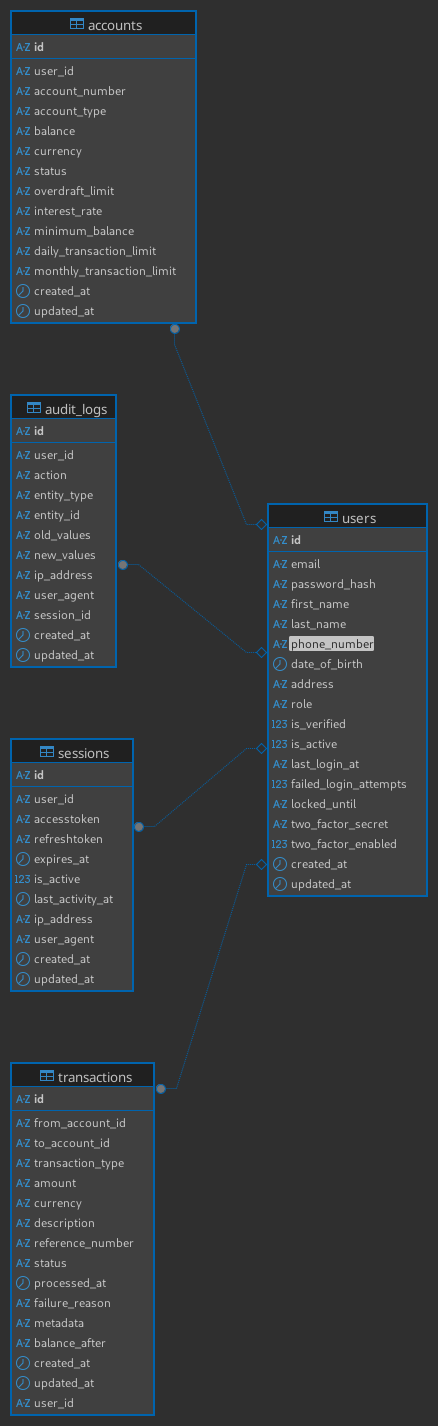 accounts
A-Z id
A-Z user_id
A-Z account_number
A-Z account_type
A-Z balance
A-Z currency
A-Z status
A-Z overdraft_limit
A-Z interest_rate
A-Z minimum_balance
A-Z daily_transaction_limit
A-Z monthly_transaction_limit
created_at
updated_at
audit_logs
A-Z id
A-Z user_id
A-Z action
A-Z entity_type
A-Z entity_id
A-Z old_values
A-Z new_values
A-Z ip_address
A-Z user_agent
A-Z session_id
created_at
updated_at
users
A-Z id
A-Z email
A-Z password_hash
A-Z first_name
A-Z last_name
A-Z phone_number
date_of_birth
A-Z address
A-Z role
123 is_verified
123 is_active
A-Z last_login_at
123 failed_login_attempts
A-Z locked_until
A-Z two_factor_secret
123 two_factor_enabled
created_at
updated_at
sessions
A-Z id
A-Z user_id
A-Z accesstoken
A-Z refreshtoken
expires_at
123 is_active
last_activity_at
A-Z ip_address
A-Z user_agent
created_at
updated_at
transactions
A-Z id
A-Z from_account_id
A-Z to_account_id
A-Z transaction_type
A-Z amount
A-Z currency
A-Z description
A-Z reference_number
A-Z status
processed_at
A-Z failure_reason
A-Z metadata
A-Z balance_after
created_at
updated_at
A-Z user_id